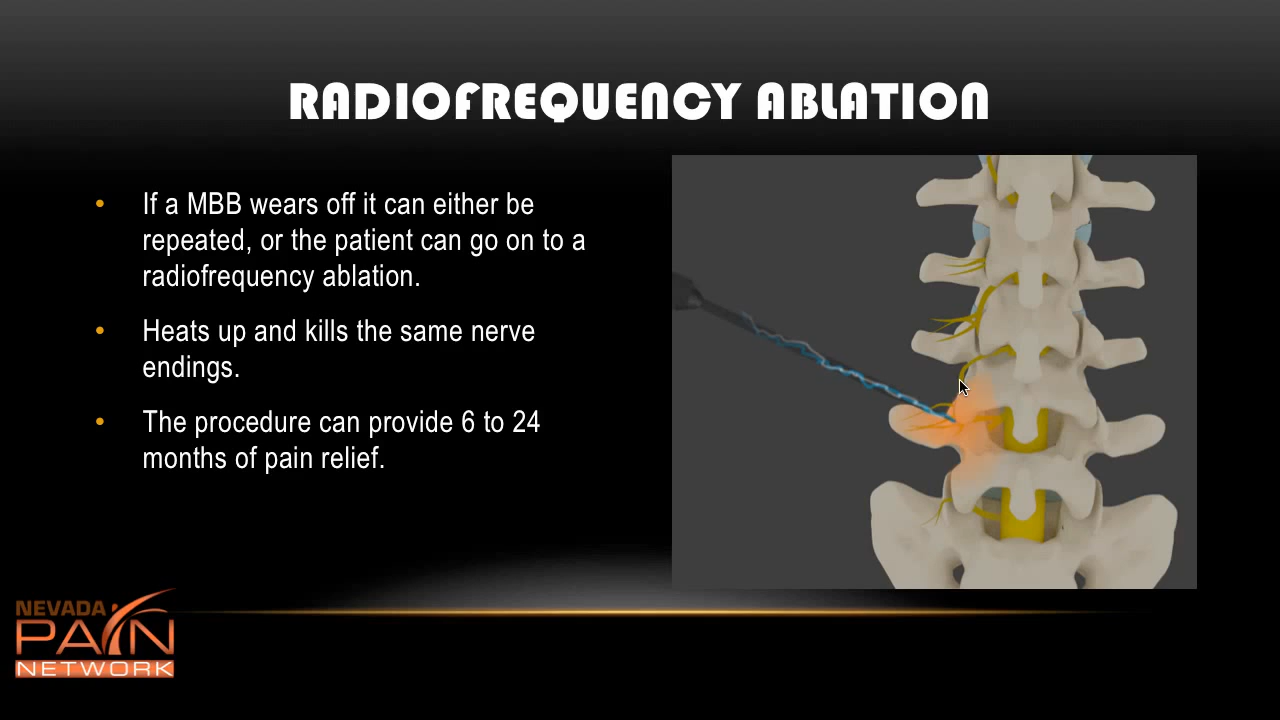 RADIOFREQUENCY ABLATION
• If a MBB wears off it can either be
repeated, or the patient can go on to a
radiofrequency ablation.
• Heats up and kills the same nerve
endings.
• The procedure can provide 6 to 24
months of pain relief.
NEVADA
PAIN
NETWORK